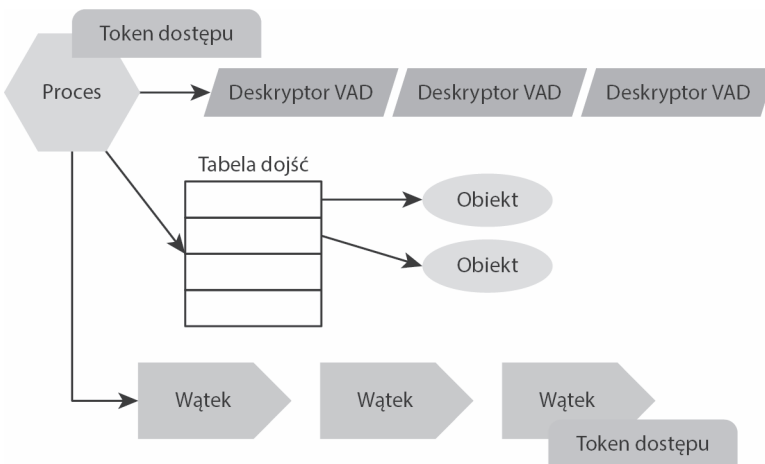 Token dostępu
Proces
Deskryptor VAD
Deskryptor VAD
Deskryptor VAD
Tabela dojść
Obiekt
Obiekt
Wątek
Wątek
Wątek
Token dostępu